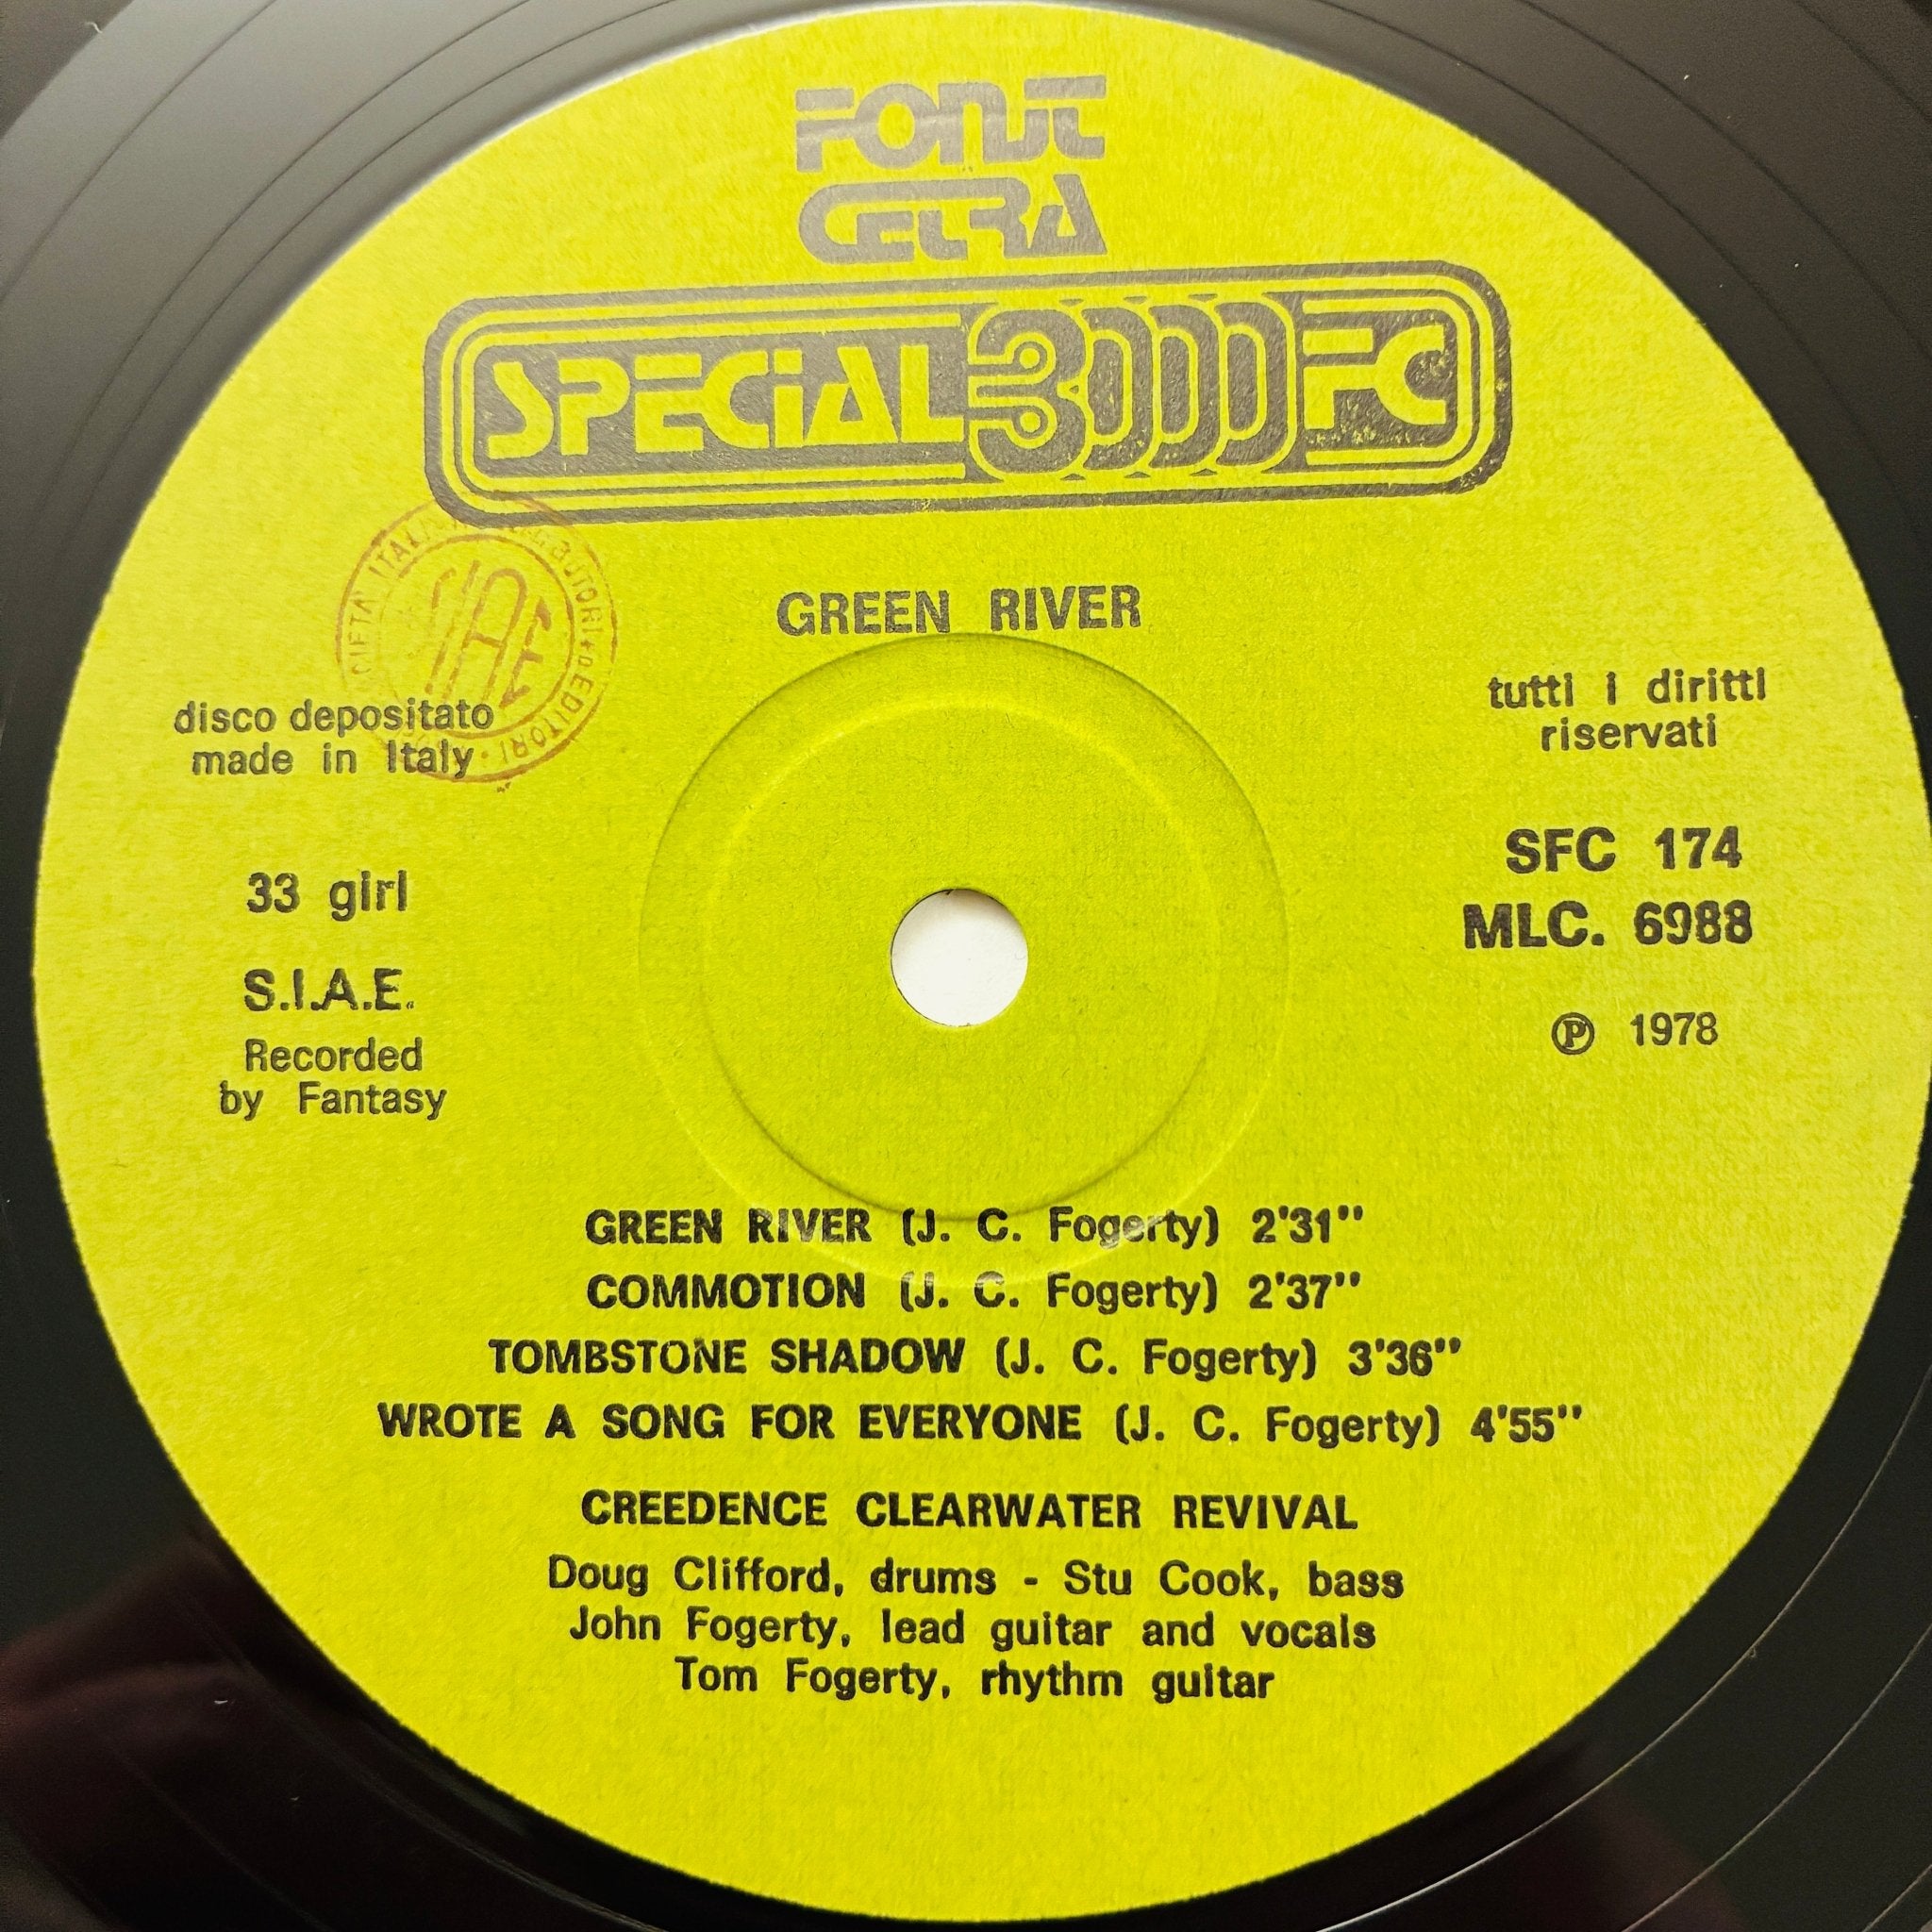 FONIT
CETRA
SPECIAL 3000 FC
GREEN RIVER
disco depositato
made in Italy
tutti i diritti
riservati
33 giri
S.I.A.E.
Recorded
by Fantasy
SFC 174
MLC. 6988
Ⓟ 1978
SIAE
GREEN RIVER (J. C. Fogerty) 2'31''
COMMOTION (J. C. Fogerty) 2'37''
TOMBSTONE SHADOW (J. C. Fogerty) 3'36''
WROTE A SONG FOR EVERYONE (J. C. Fogerty) 4'55''
CREEDENCE CLEARWATER REVIVAL
Doug Clifford, drums - Stu Cook, bass
John Fogerty, lead guitar and vocals
Tom Fogerty, rhythm guitar